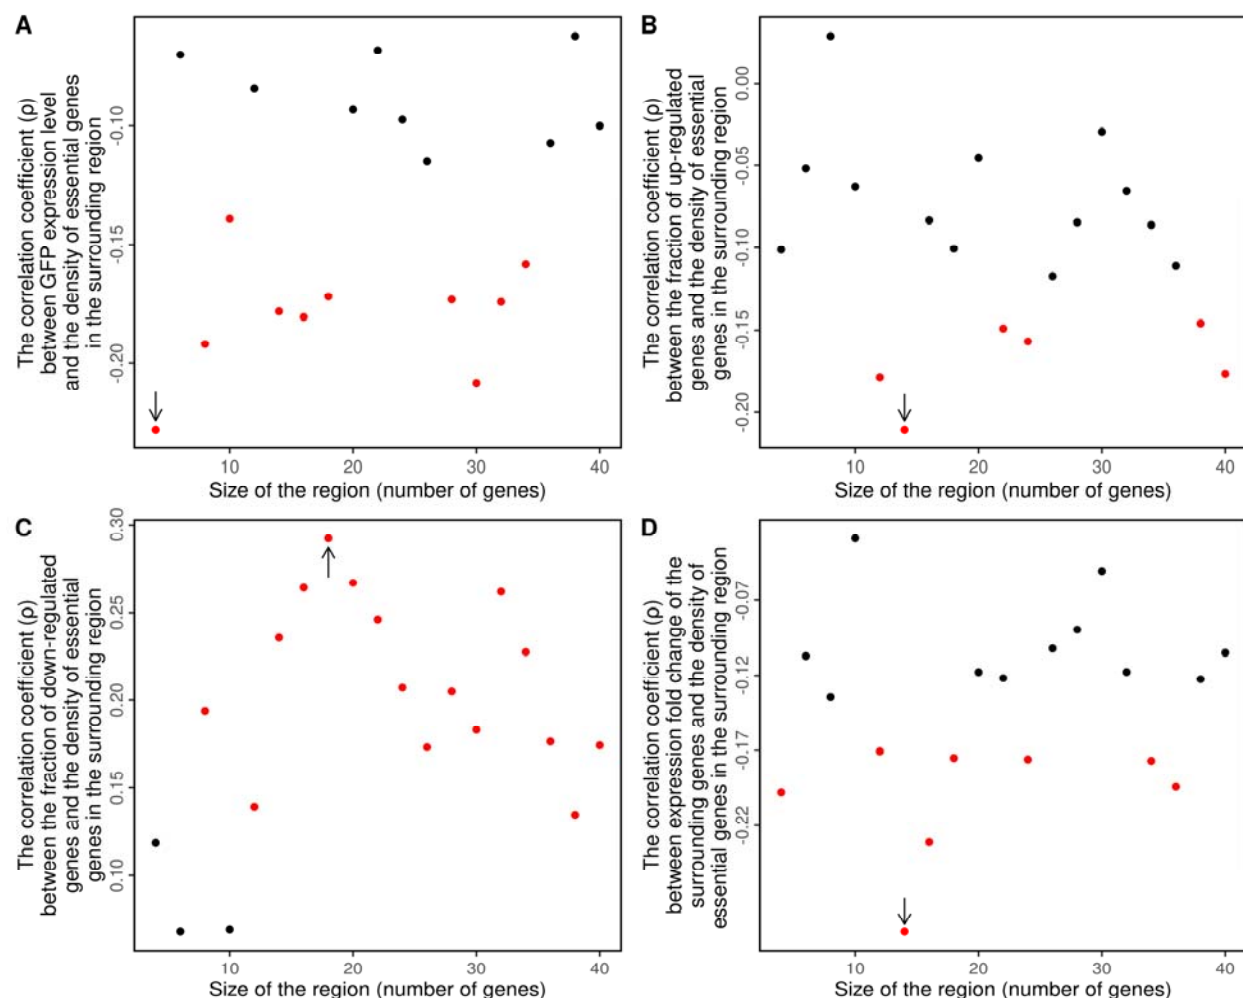 A
The correlation coefficient (ρ)
between GFP expression level
and the density of essential genes
in the surrounding region
-0.10
-0.15
-0.20
10
20
30
40
Size of the region (number of genes)
B
The correlation coefficient (ρ)
between the fraction of up-regulated
genes and the density of essential
genes in the surrounding region
0.00
-0.05
-0.10
-0.15
-0.20
10
20
30
40
Size of the region (number of genes)
C
The correlation coefficient (ρ)
between the fraction of down-regulated
genes and the density of essential
genes in the surrounding region
0.30
0.25
0.20
0.15
0.10
10
20
30
40
Size of the region (number of genes)
D
The correlation coefficient (ρ)
between expression fold change of the
surrounding genes and the density of
essential genes in the surrounding region
-0.07
-0.12
-0.17
-0.22
10
20
30
40
Size of the region (number of genes)